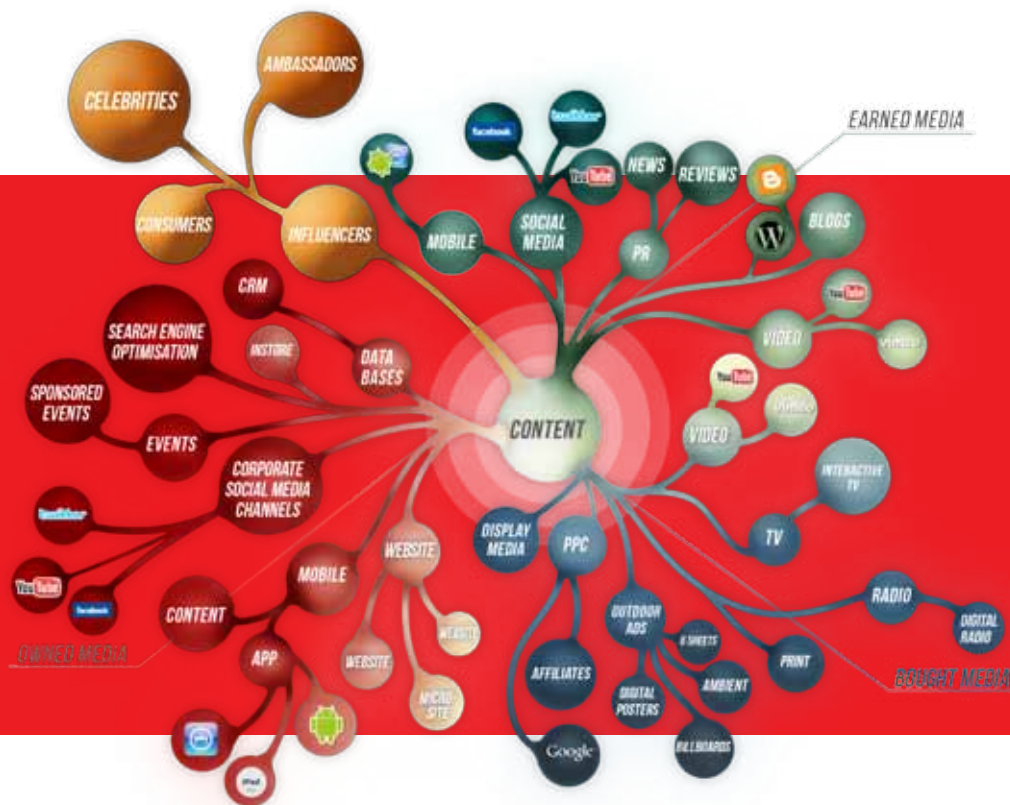 CELEBRITIES
AMBASSADORS
CONSUMERS
INFLUENCERS
facebook
twitter
YouTube
MOBILE
SOCIAL
MEDIA
NEWS
REVIEWS
PR
EARNED MEDIA
BLOGS
YouTube
VIDEO
vimeo
CRM
SEARCH ENGINE
OPTIMISATION
INSTORE
DATA
BASES
SPONSORED
EVENTS
EVENTS
CORPORATE
SOCIAL MEDIA
CHANNELS
twitter
YouTube
facebook
CONTENT
YouTube
VIDEO
vimeo
INTERACTIVE
TV
TV
DISPLAY
MEDIA
PPC
WEBSITE
MOBILE
CONTENT
APP
WEBSITE
WEBSITE
MICRO-
SITE
OWNED MEDIA
OUTDOOR
ADS
6 SHEETS
AFFILIATES
DIGITAL
POSTERS
AMBIENT
PRINT
BILLBOARDS
Google
RADIO
DIGITAL
RADIO
BOUGHT MEDIA